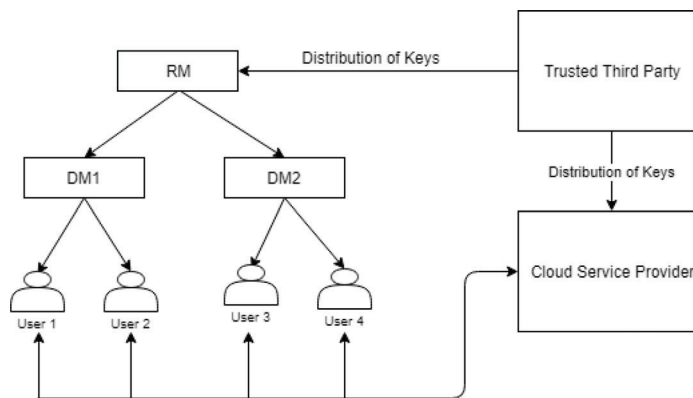 Distribution of Keys
RM
Trusted Third Party
DM1
DM2
Distribution of Keys
Cloud Service Provider
User 1
User 2
User 3
User 4